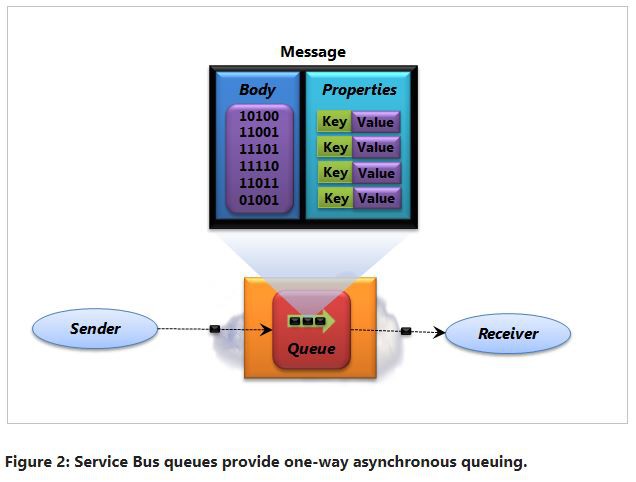 Message
Body
Properties
10100
11001
11101
11110
11011
01001
Key Value
Key Value
Key Value
Key Value
Sender
Queue
Receiver
Figure 2: Service Bus queues provide one-way asynchronous queuing.